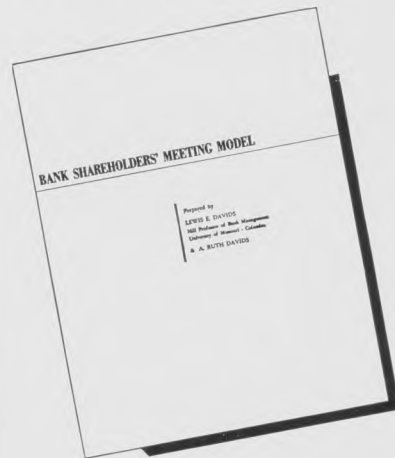 BANK SHAREHOLDERS' MEETING MODEL
Prepared by
LEWIS E. DAVIDS
Hill Professor of Bank Management
University of Missouri - Columbia
& A. RUTH DAVIDS